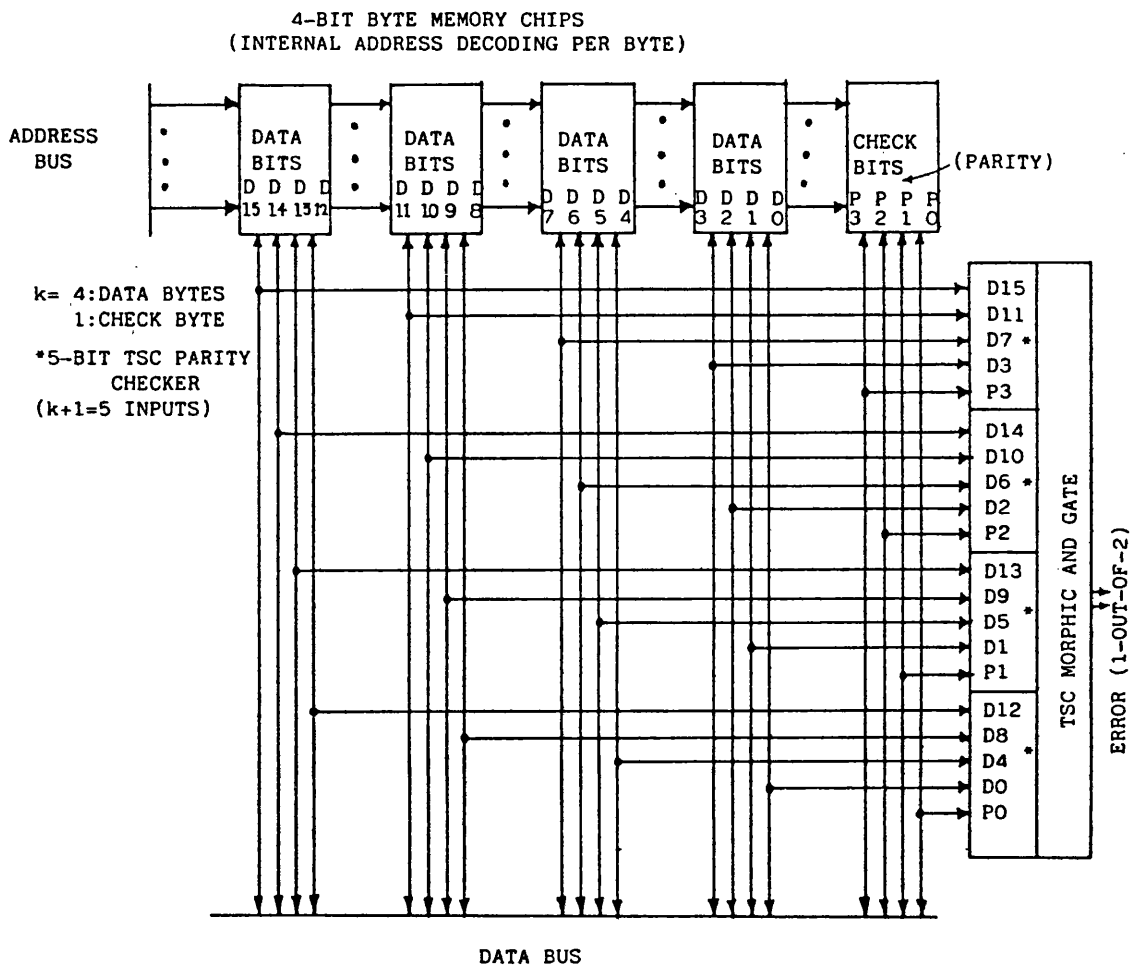 4-BIT BYTE MEMORY CHIPS
(INTERNAL ADDRESS DECODING PER BYTE)
ADDRESS
BUS
DATA
BITS
D D D D
15 14 13 12
DATA
BITS
D D D D
11 10 9 8
DATA
BITS
D D D D
7 6 5 4
DATA
BITS
D D D D
3 2 1 0
CHECK
BITS
P P P P
3 2 1 0
(PARITY)
k= 4:DATA BYTES
1:CHECK BYTE
*5-BIT TSC PARITY
CHECKER
(k+1=5 INPUTS)
D15
D11
D7 *
D3
P3
D14
D10
D6 *
D2
P2
D13
D9
D5 *
D1
P1
D12
D8
D4 *
D0
P0
TSC MORPHIC AND GATE
ERROR (1-OUT-OF-2)
DATA BUS